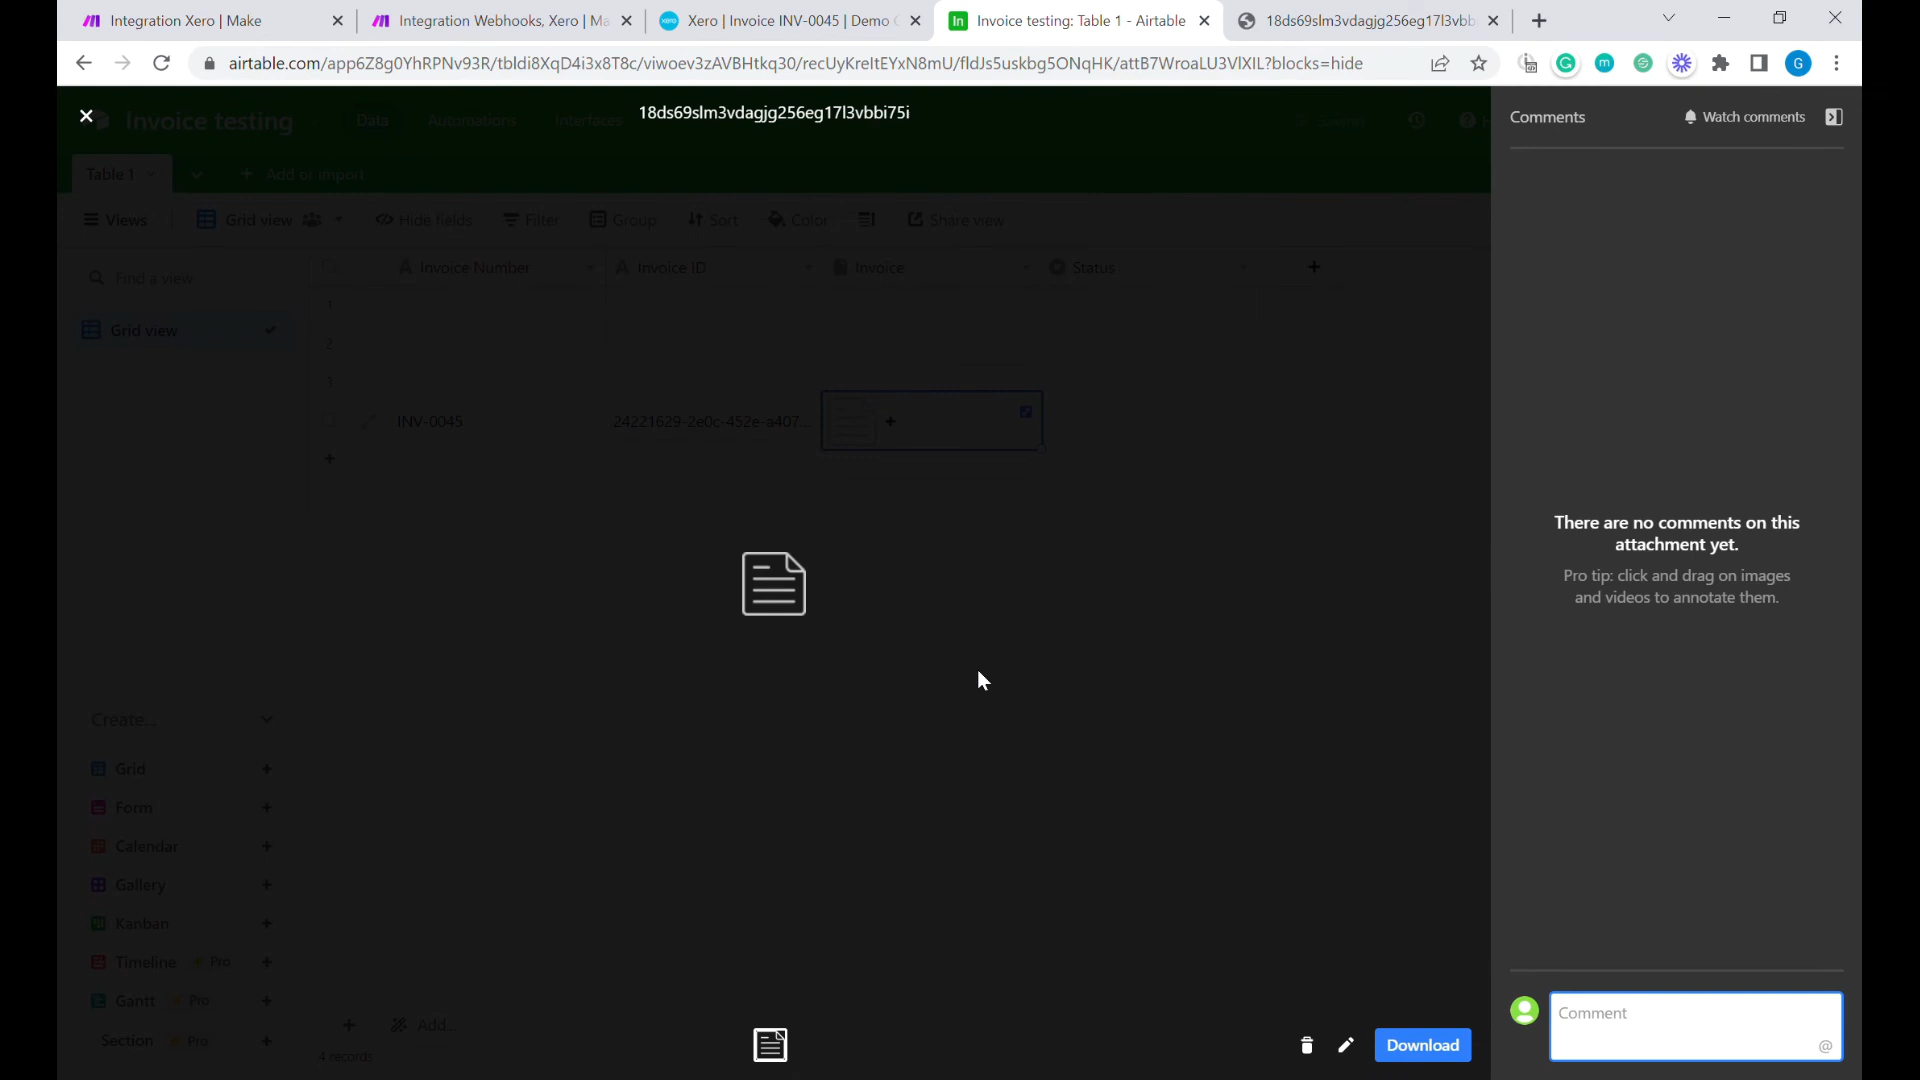 Integration Xero | Make
Integration Webhooks, Xero | Ma
Xero | Invoice INV-0045 | Demo C
Invoice testing: Table 1 - Airtable
18ds69slm3vdagjg256eg17l3vbb
airtable.com/app6Z8g0YhRPNv93R/tbldi8XqD4i3x8T8c/viwoev3zAVBHtkq30/recUyKreItEYxN8mU/fldJs5uskbg5ONqHK/attB7WroaLU3VlXIL?blocks=hide
G
Invoice testing
Data
Automations
Interfaces
18ds69slm3vdagjg256eg17l3vbbi75i
Comments
Watch comments
Table 1
Add or import
Views
Grid view
Hide fields
Filter
Group
Sort
Color
Share view
Find a view
Invoice Number
Invoice ID
Invoice
Status
1
Grid view
2
3
INV-0045
24221629-2e0c-452e-a407...
There are no comments on this
attachment yet.
Pro tip: click and drag on images
and videos to annotate them.
Create...
Grid
Form
Calendar
Gallery
Kanban
Timeline
Pro
Gantt
Pro
Section
Pro
Add...
4 records
Download
Comment
@